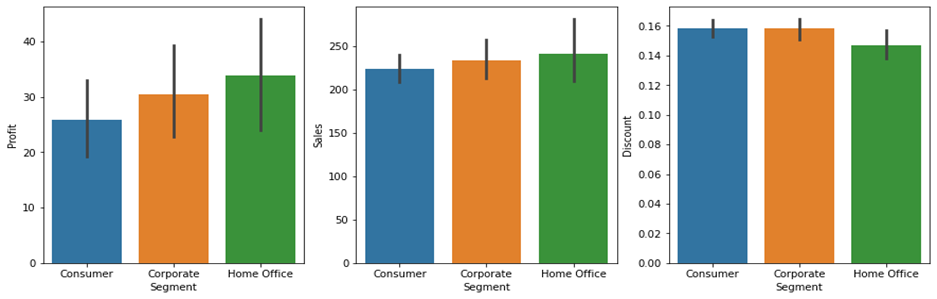 Profit
40
30
20
10
0
Consumer Corporate Home Office
Segment
Sales
250
200
150
100
50
0
Consumer Corporate Home Office
Segment
Discount
0.16
0.14
0.12
0.10
0.08
0.06
0.04
0.02
0.00
Consumer Corporate Home Office
Segment